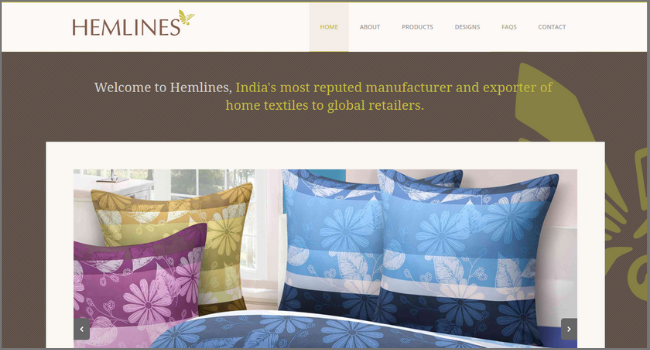 HEMLINES
HOME ABOUT PRODUCTS DESIGNS FAQS CONTACT
Welcome to Hemlines, India's most reputed manufacturer and exporter of
home textiles to global retailers.